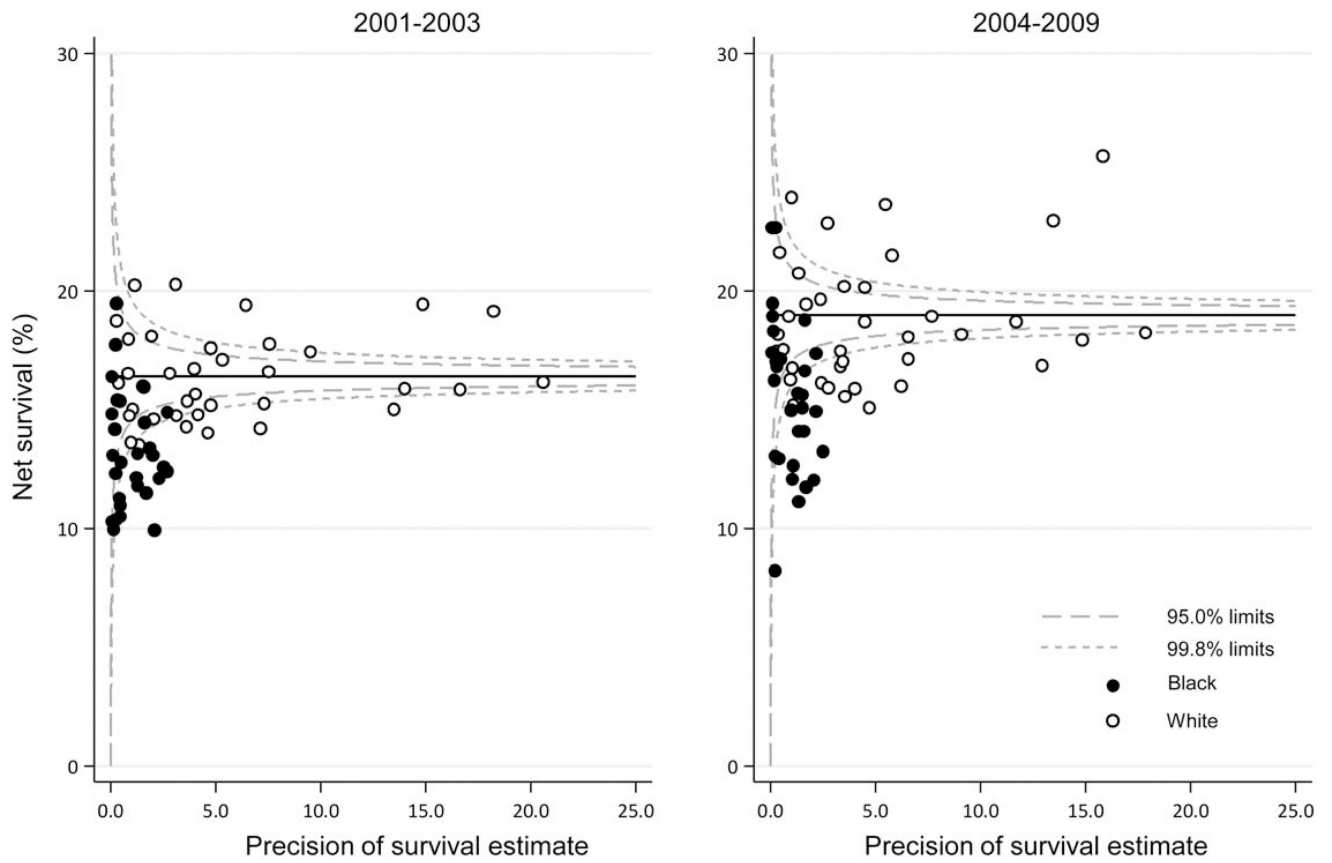 2001-2003
2004-2009
Net survival (%)
30
20
10
0
0.0 5.0 10.0 15.0 20.0 25.0
Precision of survival estimate
30
20
10
0
0.0 5.0 10.0 15.0 20.0 25.0
Precision of survival estimate
95.0% limits
99.8% limits
Black
White